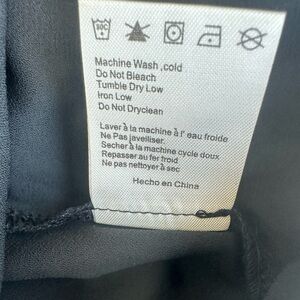 Machine Wash ,cold
Do Not Bleach
Tumble Dry Low
Iron Low
Do Not Dryclean
Laver à la machine à l' eau froide
Ne Pas javelliser.
Secher à la machine cycle doux
Repasser au fer froid
Ne pas nettoyer à sec
Hecho en China